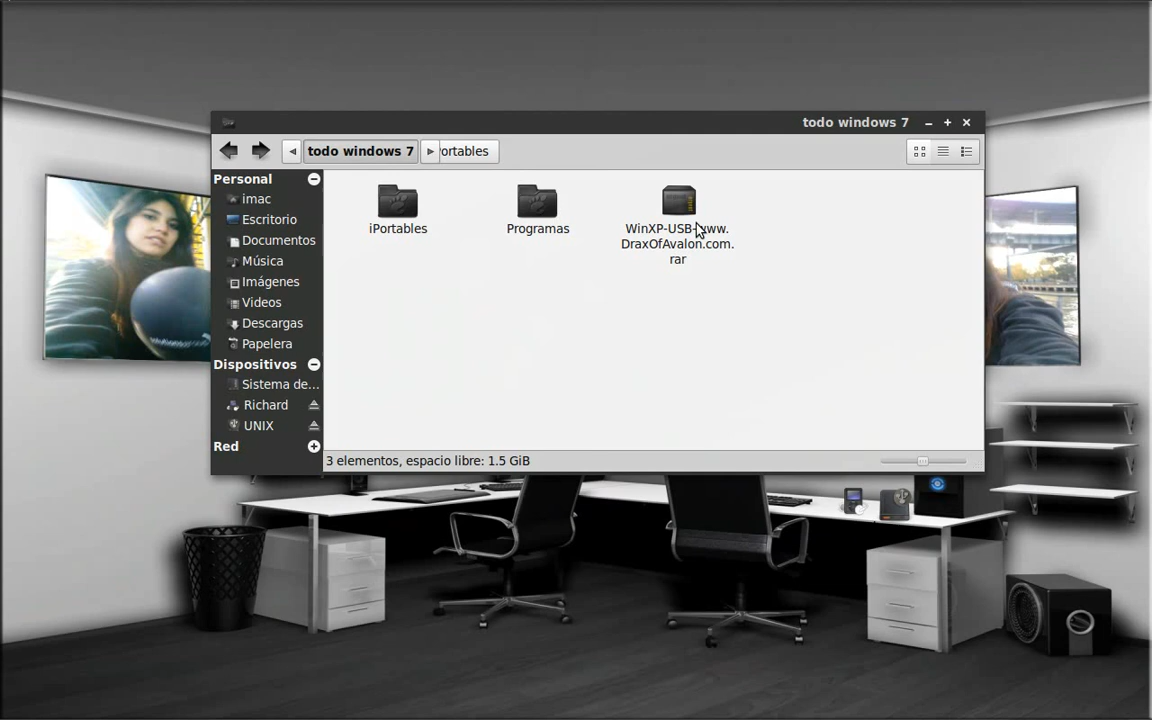 todo windows 7
todo windows 7
ortables
Personal
imac
Escritorio
Documentos
Música
Imágenes
Videos
Descargas
Papelera
Dispositivos
Sistema de...
Richard
UNIX
Red
iPortables
Programas
WinXP-USB-www.
DraxOfAvalon.com.
rar
3 elementos, espacio libre: 1.5 GiB